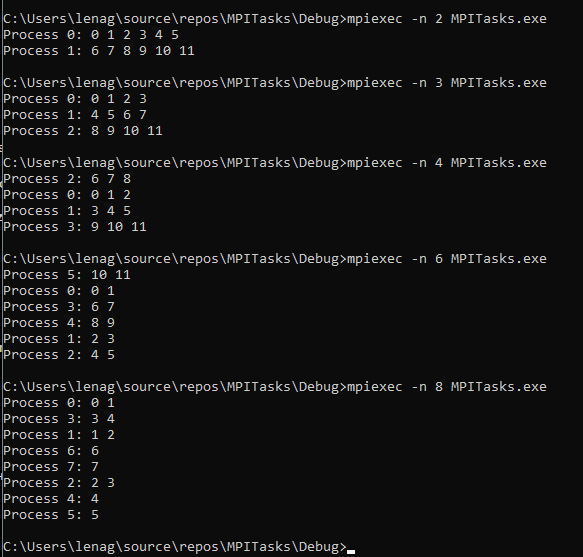 C:\Users\lenag\source\repos\MPITasks\Debug>mpiexec -n 2 MPITasks.exe
Process 0: 0 1 2 3 4 5
Process 1: 6 7 8 9 10 11
C:\Users\lenag\source\repos\MPITasks\Debug>mpiexec -n 3 MPITasks.exe
Process 0: 0 1 2 3
Process 1: 4 5 6 7
Process 2: 8 9 10 11
C:\Users\lenag\source\repos\MPITasks\Debug>mpiexec -n 4 MPITasks.exe
Process 2: 6 7 8
Process 0: 0 1 2
Process 1: 3 4 5
Process 3: 9 10 11
C:\Users\lenag\source\repos\MPITasks\Debug>mpiexec -n 6 MPITasks.exe
Process 5: 10 11
Process 0: 0 1
Process 3: 6 7
Process 4: 8 9
Process 1: 2 3
Process 2: 4 5
C:\Users\lenag\source\repos\MPITasks\Debug>mpiexec -n 8 MPITasks.exe
Process 0: 0 1
Process 3: 3 4
Process 1: 1 2
Process 6: 6
Process 7: 7
Process 2: 2 3
Process 4: 4
Process 5: 5
C:\Users\lenag\source\repos\MPITasks\Debug>